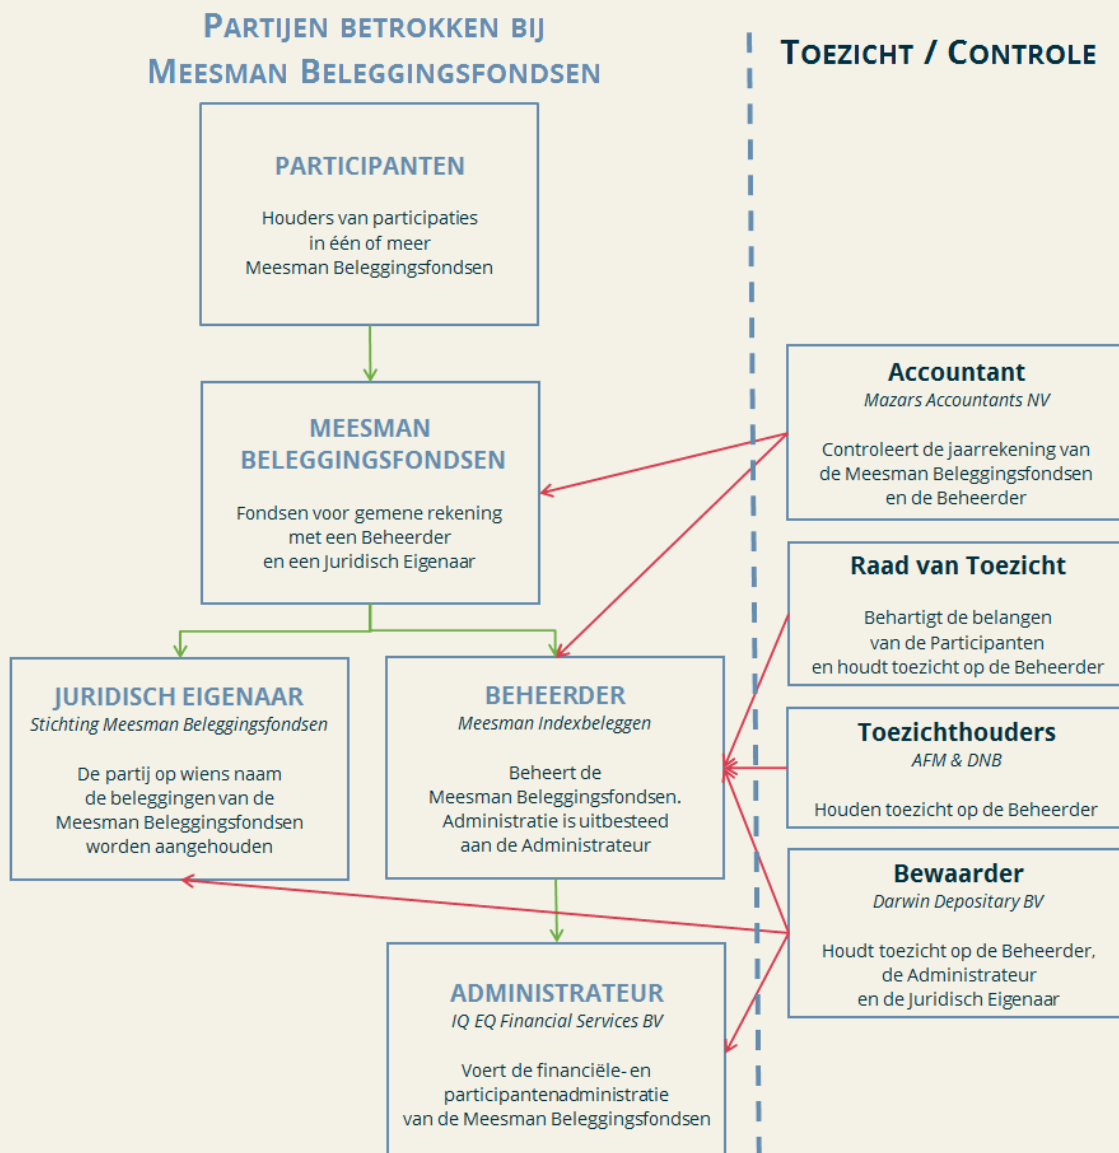 PARTIJEN BETROKKEN BIJ
MEESMAN BELEGGINGSFONDSEN
TOEZICHT / CONTROLE
PARTICIPANTEN
Houders van participaties
in één of meer
Meesman Beleggingsfondsen
MEESMAN
BELEGGINGSFONDSEN
Fondsen voor gemene rekening
met een Beheerder
en een Juridisch Eigenaar
JURIDISCH EIGENAAR
Stichting Meesman Beleggingsfondsen
De partij op wiens naam
de beleggingen van de
Meesman Beleggingsfondsen
worden aangehouden
BEHEERDER
Meesman Indexbeleggen
Beheert de
Meesman Beleggingsfondsen.
Administratie is uitbesteed
aan de Administrateur
ADMINISTRATEUR
IQ EQ Financial Services BV
Voert de financiële- en
participantenadministratie
van de Meesman Beleggingsfondsen
Accountant
Mazars Accountants NV
Controleert de jaarrekening van
de Meesman Beleggingsfondsen
en de Beheerder
Raad van Toezicht
Behartigt de belangen
van de Participanten
en houdt toezicht op de Beheerder
Toezichthouders
AFM & DNB
Houden toezicht op de Beheerder
Bewaarder
Darwin Depositary BV
Houdt toezicht op de Beheerder,
de Administrateur
en de Juridisch Eigenaar